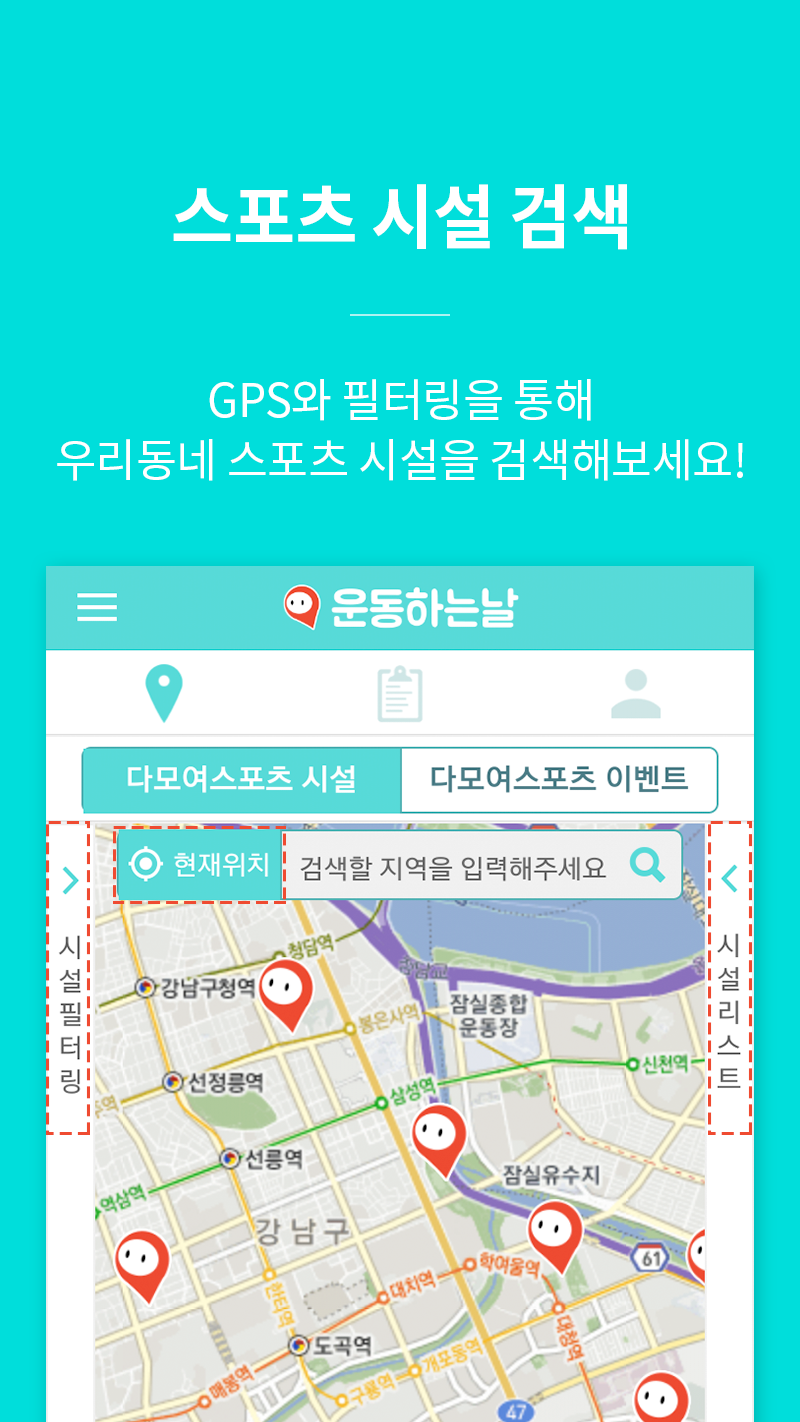 스포츠 시설 검색
GPS와 필터링을 통해
우리동네 스포츠 시설을 검색해보세요!
운동하는날
다모여스포츠 시설
다모여스포츠 이벤트
현재위치
검색할 지역을 입력해주세요
시설필터링
시설리스트
청담역
강남구청역
봉은사역
잠실종합
운동장
선정릉역
신천역
삼성역
선릉역
잠실유수지
역삼역
강남구
학여울역
61
대치역
한티역
대청역
도곡역
개포동역
매봉역
구룡역
47